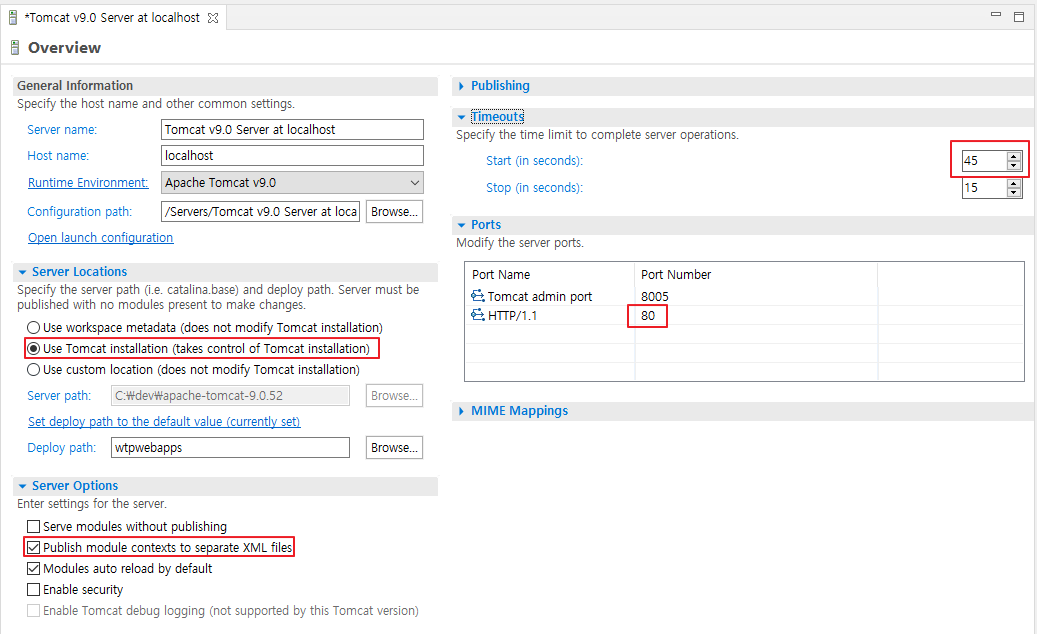 *Tomcat v9.0 Server at localhost
Overview
General Information
Specify the host name and other common settings.
Server name: Tomcat v9.0 Server at localhost
Host name: localhost
Runtime Environment: Apache Tomcat v9.0
Configuration path: /Servers/Tomcat v9.0 Server at loca Browse...
Open launch configuration
Server Locations
Specify the server path (i.e. catalina.base) and deploy path. Server must be
published with no modules present to make changes.
Use workspace metadata (does not modify Tomcat installation)
Use Tomcat installation (takes control of Tomcat installation)
Use custom location (does not modify Tomcat installation)
Server path: C:₩dev₩apache-tomcat-9.0.52 Browse...
Set deploy path to the default value (currently set)
Deploy path: wtpwebapps Browse...
Server Options
Enter settings for the server.
Serve modules without publishing
Publish module contexts to separate XML files
Modules auto reload by default
Enable security
Enable Tomcat debug logging (not supported by this Tomcat version)
Publishing
Timeouts
Specify the time limit to complete server operations.
Start (in seconds): 45
Stop (in seconds): 15
Ports
Modify the server ports.
Port Name Port Number
Tomcat admin port 8005
HTTP/1.1 80
MIME Mappings